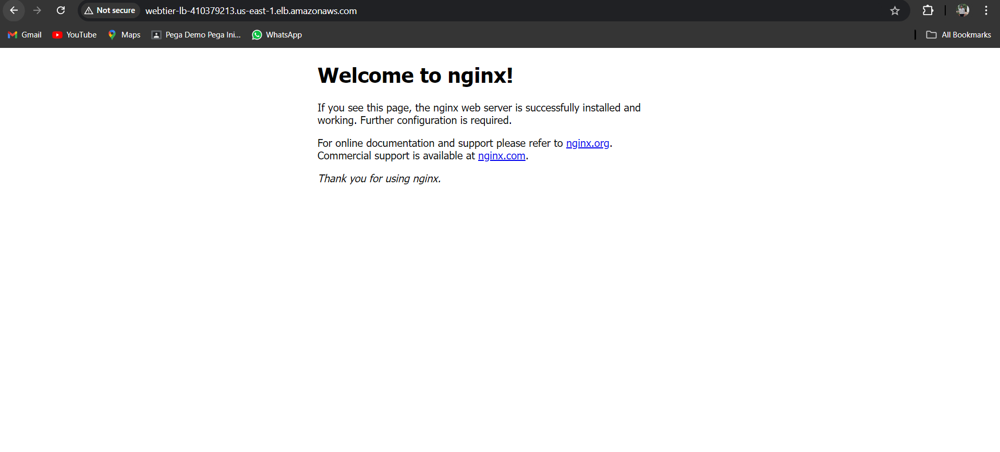 Not secure
webtier-lb-410379213.us-east-1.elb.amazonaws.com
Gmail
YouTube
Maps
Pega Demo Pega Ini...
WhatsApp
All Bookmarks
Welcome to nginx!
If you see this page, the nginx web server is successfully installed and
working. Further configuration is required.
For online documentation and support please refer to nginx.org.
Commercial support is available at nginx.com.
Thank you for using nginx.